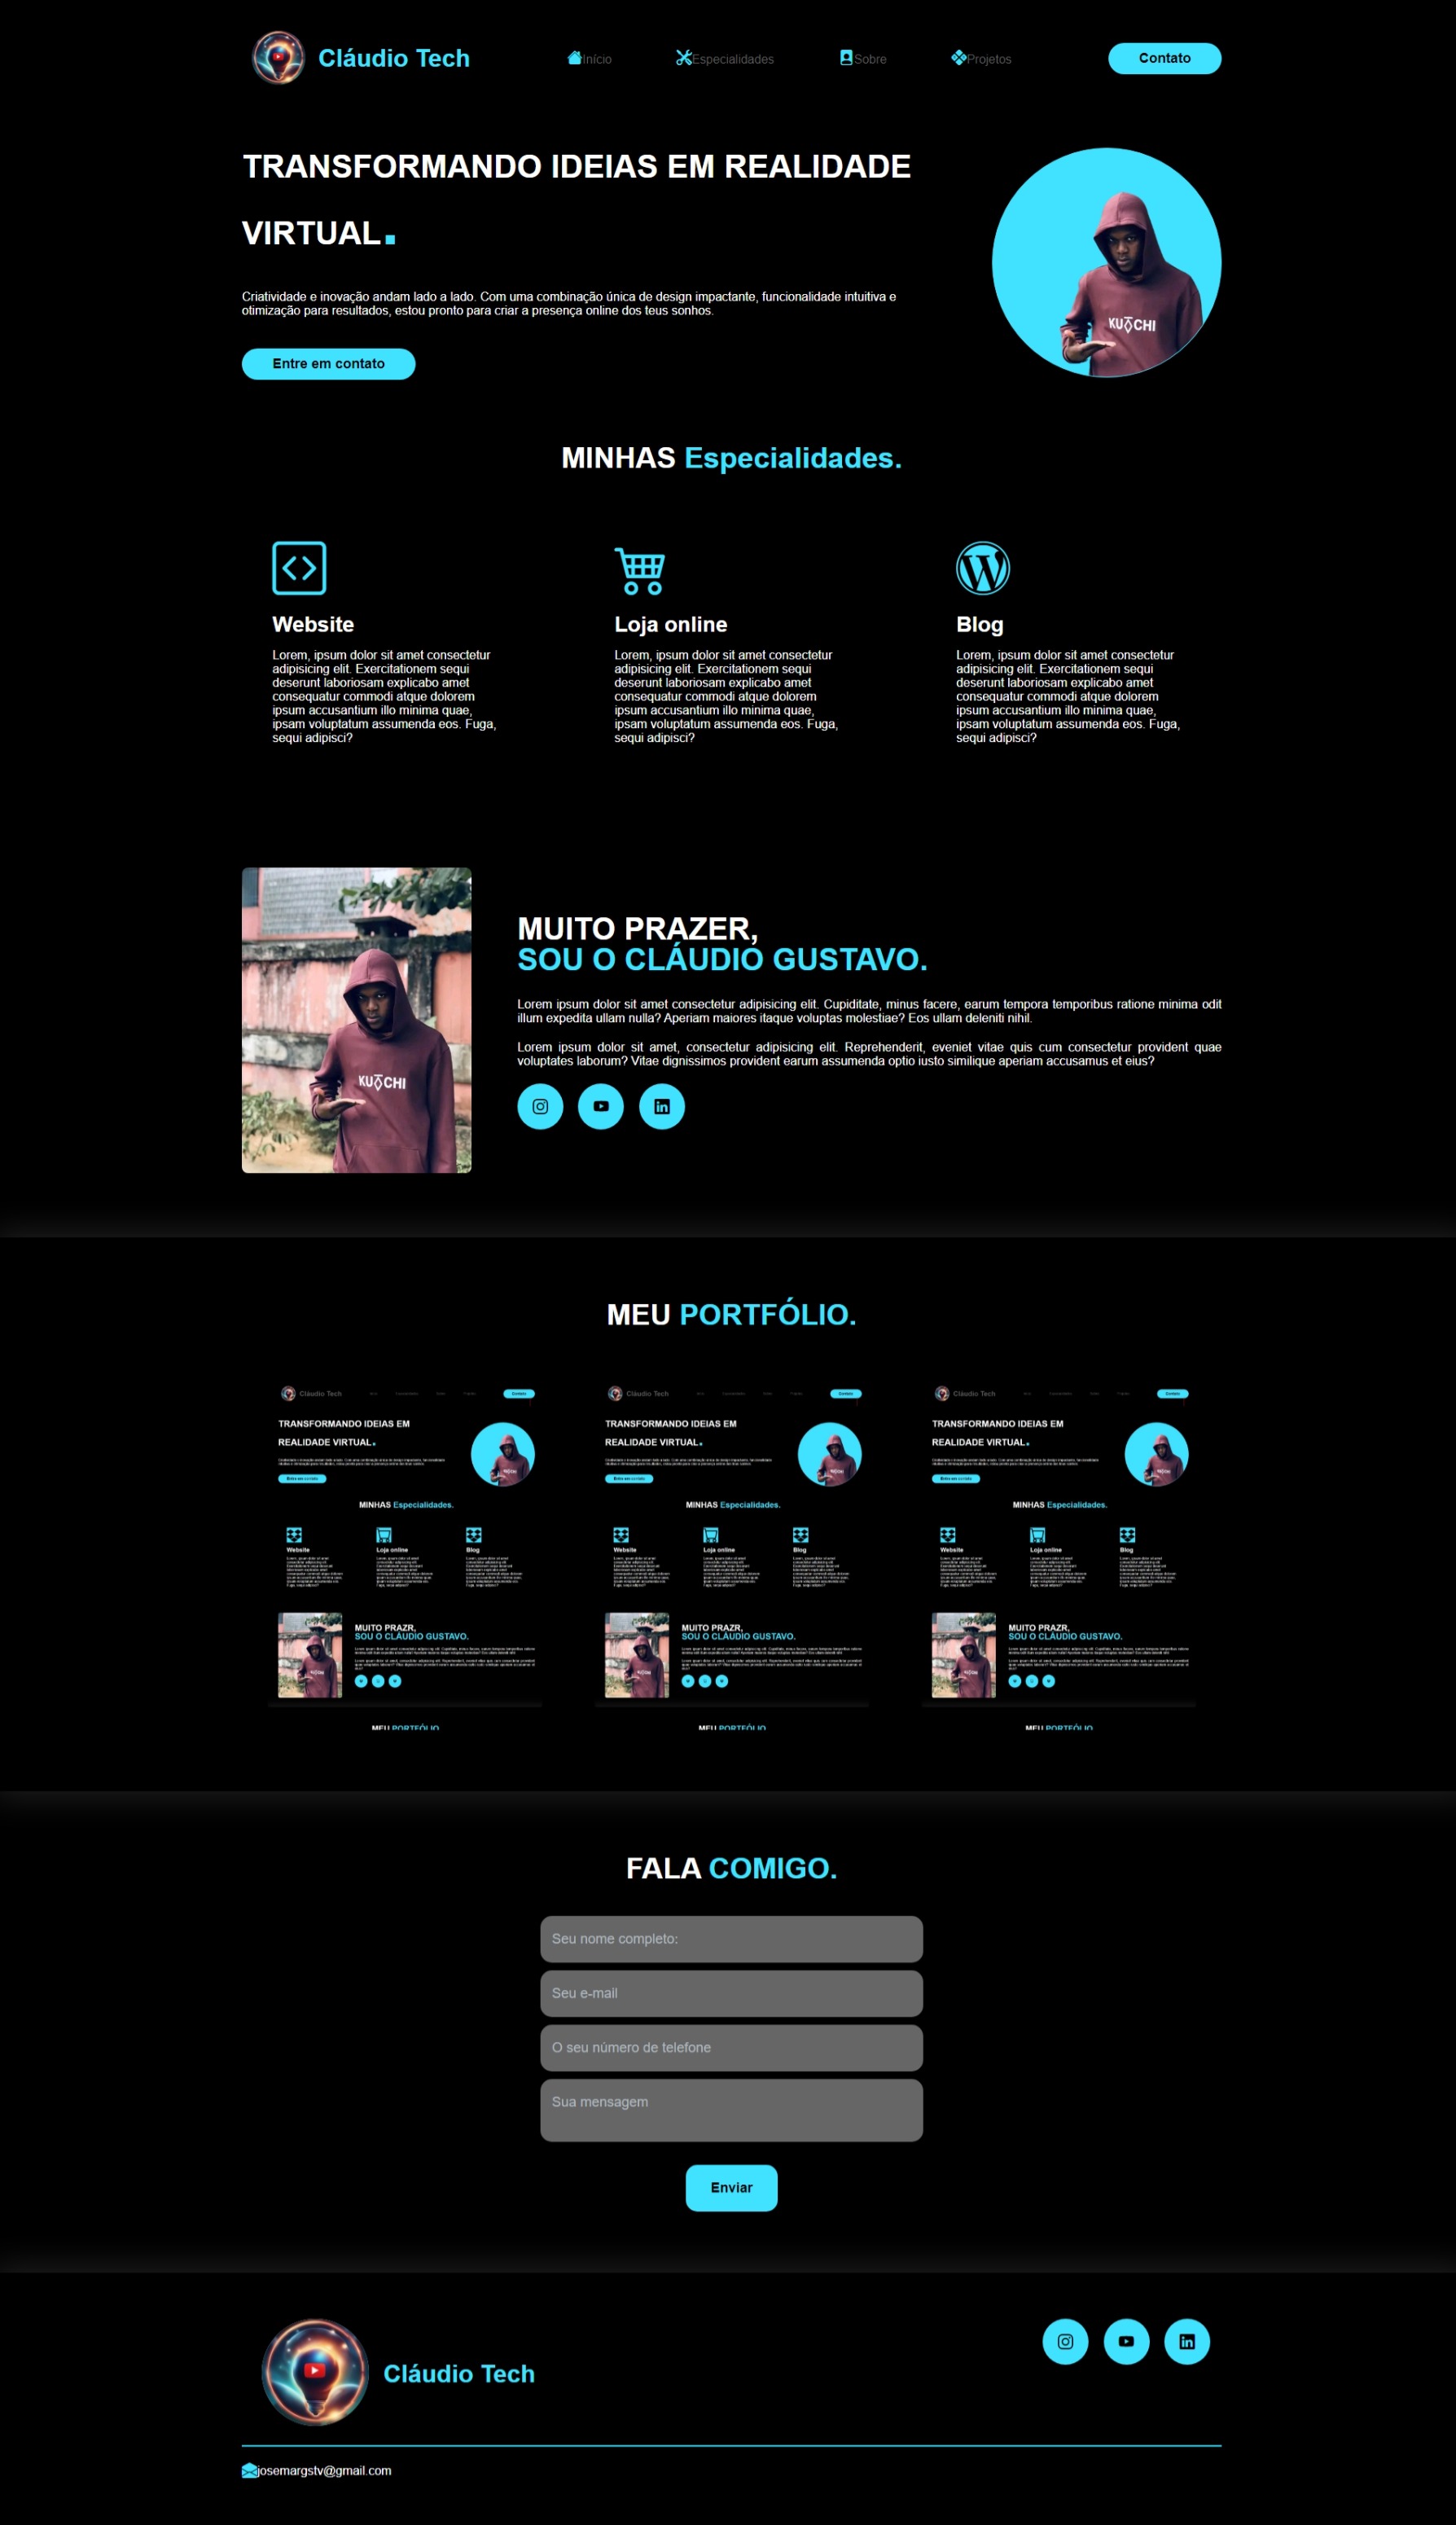 Cláudio Tech
Início
Especialidades
Sobre
Projetos
Contato
TRANSFORMANDO IDEIAS EM REALIDADE
VIRTUAL.
Criatividade e inovação andam lado a lado. Com uma combinação única de design impactante, funcionalidade intuitiva e
otimização para resultados, estou pronto para criar a presença online dos teus sonhos.
KUTCHI
Entre em contato
MINHAS Especialidades.
Website
Lorem, ipsum dolor sit amet consectetur
adipisicing elit. Exercitationem sequi
deserunt laboriosam explicabo amet
consequatur commodi atque dolorem
ipsum accusantium illo minima quae,
ipsam voluptatum assumenda eos. Fuga,
sequi adipisci?
Loja online
Lorem, ipsum dolor sit amet consectetur
adipisicing elit. Exercitationem sequi
deserunt laboriosam explicabo amet
consequatur commodi atque dolorem
ipsum accusantium illo minima quae,
ipsam voluptatum assumenda eos. Fuga,
sequi adipisci?
Blog
Lorem, ipsum dolor sit amet consectetur
adipisicing elit. Exercitationem sequi
deserunt laboriosam explicabo amet
consequatur commodi atque dolorem
ipsum accusantium illo minima quae,
ipsam voluptatum assumenda eos. Fuga,
sequi adipisci?
KUTCHI
MUITO PRAZER,
SOU O CLÁUDIO GUSTAVO.
Lorem ipsum dolor sit amet consectetur adipisicing elit. Cupiditate, minus facere, earum tempora temporibus ratione minima odit
illum expedita ullam nulla? Aperiam maiores itaque voluptas molestiae? Eos ullam deleniti nihil.
Lorem ipsum dolor sit amet, consectetur adipisicing elit. Reprehenderit, eveniet vitae quis cum consectetur provident quae
voluptates laborum? Vitae dignissimos provident earum assumenda optio iusto similique aperiam accusamus et eius?
MEU PORTFÓLIO.
Cláudio Tech
Contato
TRANSFORMANDO IDEIAS EM
REALIDADE VIRTUAL.
Entre em contato
MINHAS Especialidades.
Website
Loja online
Blog
MUITO PRAZR,
SOU O CLÁUDIO GUSTAVO.
MEU PORTFÓLIO
Cláudio Tech
Contato
TRANSFORMANDO IDEIAS EM
REALIDADE VIRTUAL.
Entre em contato
MINHAS Especialidades.
Website
Loja online
Blog
MUITO PRAZR,
SOU O CLÁUDIO GUSTAVO.
MEU PORTFÓLIO
Cláudio Tech
Contato
TRANSFORMANDO IDEIAS EM
REALIDADE VIRTUAL.
Entre em contato
MINHAS Especialidades.
Website
Loja online
Blog
MUITO PRAZR,
SOU O CLÁUDIO GUSTAVO.
MEU PORTFÓLIO
FALA COMIGO.
Seu nome completo:
Seu e-mail
O seu número de telefone
Sua mensagem
Enviar
Cláudio Tech
josemargstv@gmail.com